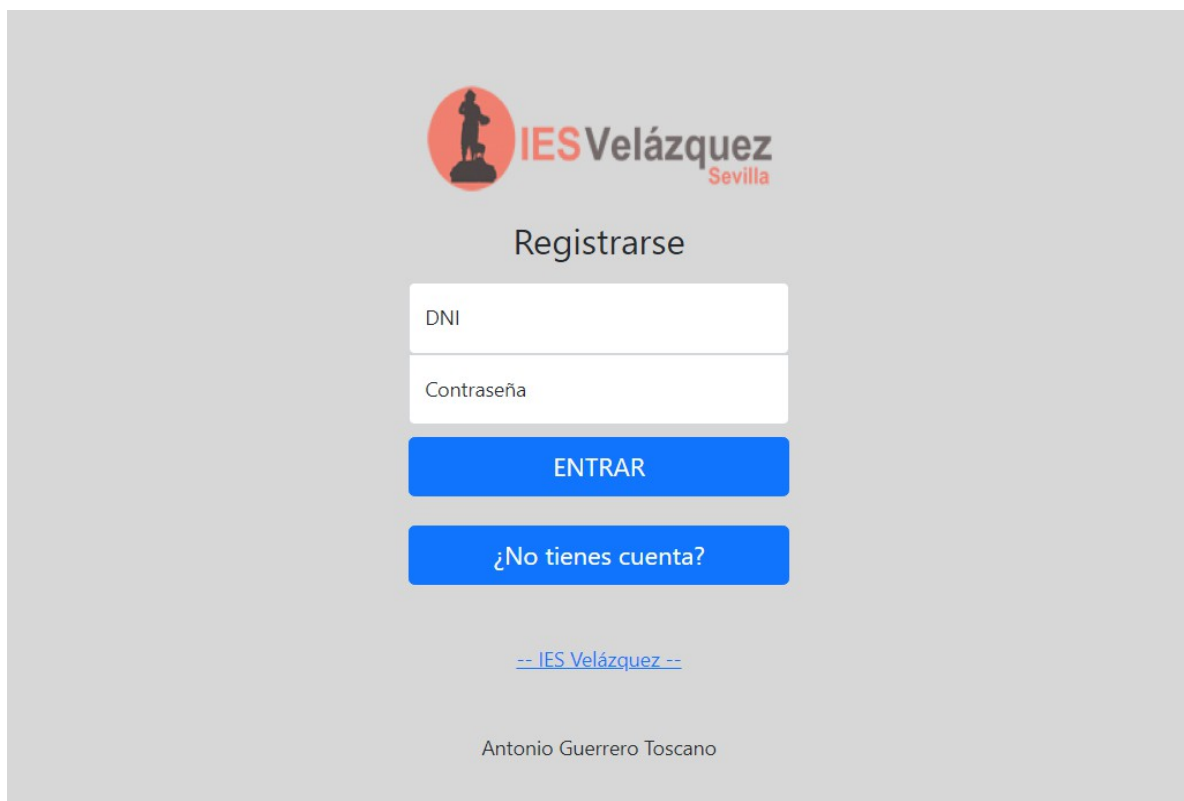 IES Velázquez
Sevilla
Registrarse
DNI
Contraseña
ENTRAR
¿No tienes cuenta?
-- IES Velázquez --
Antonio Guerrero Toscano